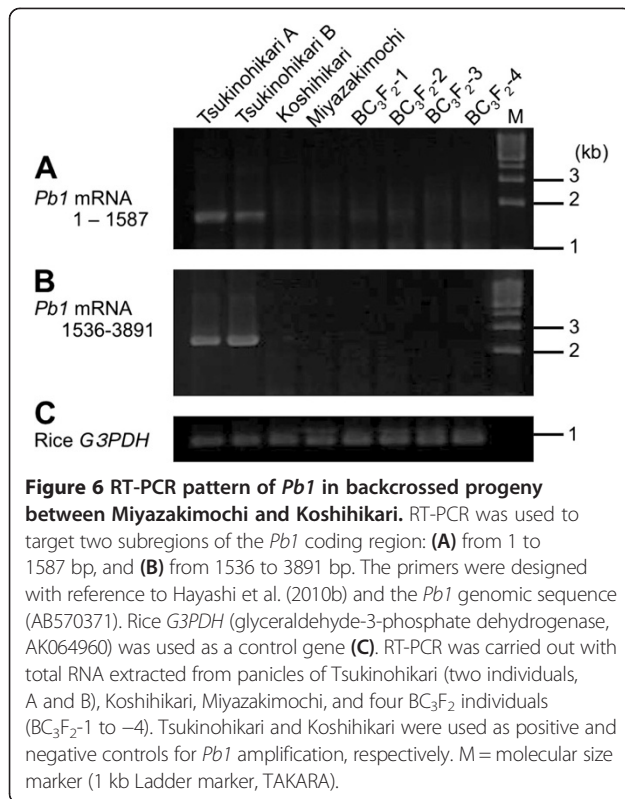 Tsukinohikari A
Tsukinohikari B
Koshihikari
Miyazakimochi
BC₃F₂-1
BC₃F₂-2
BC₃F₂-3
BC₃F₂-4
M
A
(kb)
Pb1 mRNA
1 – 1587
3
2
1
B
Pb1 mRNA
1536-3891
3
2
C
Rice G3PDH
1
Figure 6 RT-PCR pattern of Pb1 in backcrossed progeny
between Miyazakimochi and Koshihikari. RT-PCR was used to
target two subregions of the Pb1 coding region: (A) from 1 to
1587 bp, and (B) from 1536 to 3891 bp. The primers were designed
with reference to Hayashi et al. (2010b) and the Pb1 genomic sequence
(AB570371). Rice G3PDH (glyceraldehyde-3-phosphate dehydrogenase,
AK064960) was used as a control gene (C). RT-PCR was carried out with
total RNA extracted from panicles of Tsukinohikari (two individuals,
A and B), Koshihikari, Miyazakimochi, and four BC₃F₂ individuals
(BC₃F₂-1 to −4). Tsukinohikari and Koshihikari were used as positive and
negative controls for Pb1 amplification, respectively. M = molecular size
marker (1 kb Ladder marker, TAKARA).